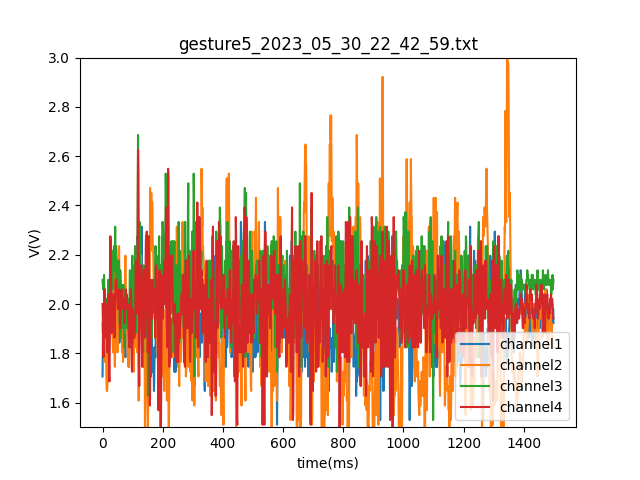 gesture5_2023_05_30_22_42_59.txt
3.0
2.8
2.6
2.4
2.2
2.0
1.8
1.6
V(V)
channel1
channel2
channel3
channel4
0 200 400 600 800 1000 1200 1400
time(ms)